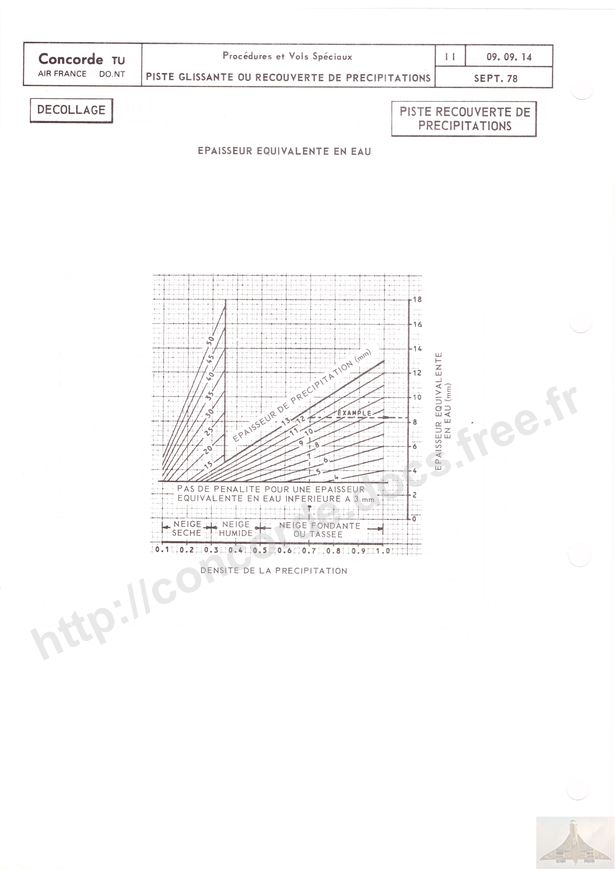 Concorde TU
AIR FRANCE DO.NT
Procédures et Vols Spéciaux
PISTE GLISSANTE OU RECOUVERTE DE PRECIPITATIONS
11
09. 09. 14
SEPT. 78
DECOLLAGE
PISTE RECOUVERTE DE
PRECIPITATIONS
EPAISSEUR EQUIVALENTE EN EAU
18
16
14
12
10
8
6
4
2
0
EPAISSEUR EQUIVALENTE
EN EAU (mm)
50
45
40
35
30
25
20
15
EPAISSEUR DE PRECIPITATION (mm)
13
12
11
10
9
8
7
6
5
4
EXAMPLE
PAS DE PENALITE POUR UNE EPAISSEUR
EQUIVALENTE EN EAU INFERIEURE A 3 mm
NEIGE
SECHE
NEIGE
HUMIDE
NEIGE FONDANTE
OU TASSEE
0.1 0.2 0.3 0.4 0.5 0.6 0.7 0.8 0.9 1.0
DENSITE DE LA PRECIPITATION
http://concorde.docs.free.fr